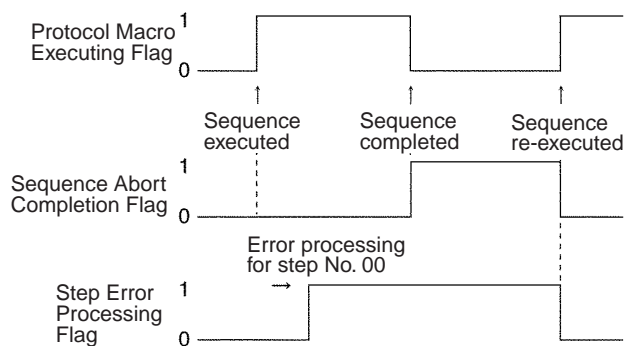 Protocol Macro
Executing Flag
1
0
Sequence
executed
Sequence
completed
Sequence
re-executed
Sequence Abort
Completion Flag
1
0
Error processing
for step No. 00
Step Error
Processing
Flag
1
0